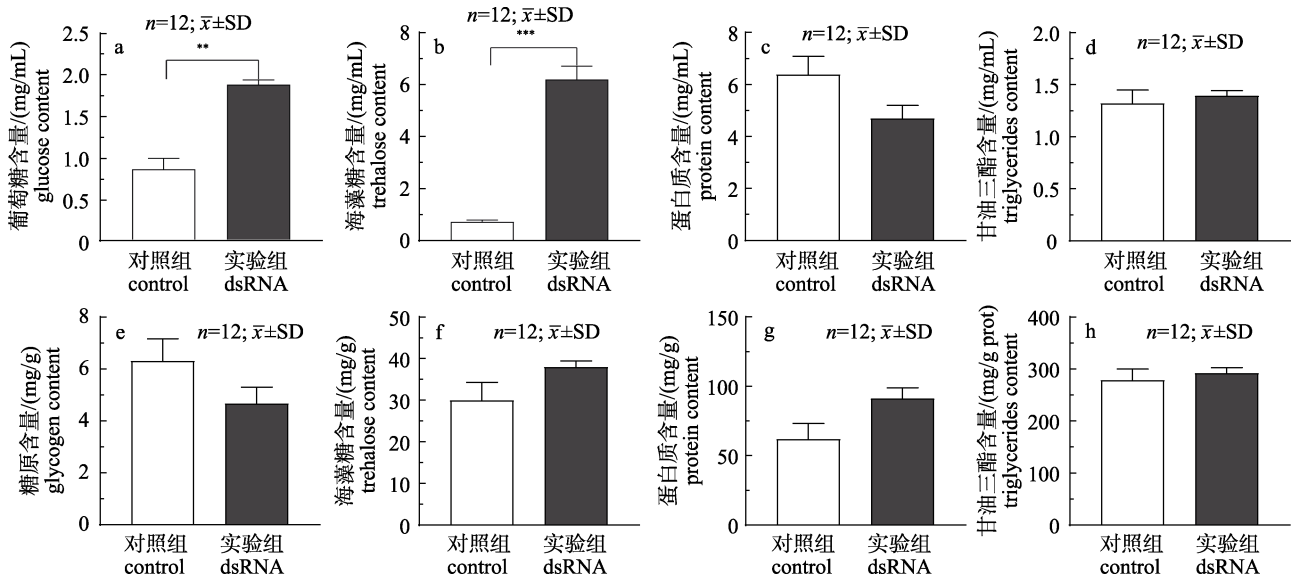 a
n=12; x̅±SD
**
葡萄糖含量/(mg/mL)
glucose content
2.5
2.0
1.5
1.0
0.5
0
对照组
control
实验组
dsRNA
b
n=12; x̅±SD
***
海藻糖含量/(mg/mL)
trehalose content
8
6
4
2
0
对照组
control
实验组
dsRNA
c
n=12; x̅±SD
蛋白质含量/(mg/mL)
protein content
8
6
4
2
0
对照组
control
实验组
dsRNA
d
n=12; x̅±SD
甘油三酯含量/(mg/mL)
triglycerides content
2.0
1.5
1.0
0.5
0
对照组
control
实验组
dsRNA
e
n=12; x̅±SD
糖原含量/(mg/g)
glycogen content
8
6
4
2
0
对照组
control
实验组
dsRNA
f
n=12; x̅±SD
海藻糖含量/(mg/g)
trehalose content
50
40
30
20
10
0
对照组
control
实验组
dsRNA
g
n=12; x̅±SD
蛋白质含量/(mg/g)
protein content
150
100
50
0
对照组
control
实验组
dsRNA
h
n=12; x̅±SD
甘油三酯含量/(mg/g prot)
triglycerides content
400
300
200
100
0
对照组
control
实验组
dsRNA